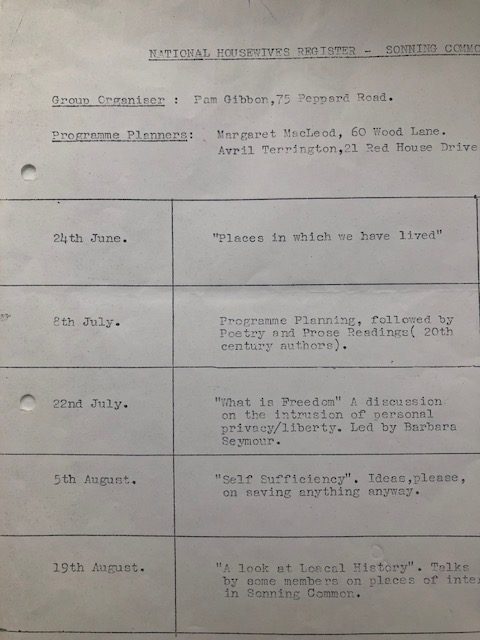 NATIONAL HOUSEWIVES REGISTER - SONNING COMMO
Group Organiser : Pam Gibbon,75 Peppard Road.
Programme Planners: Margaret MacLeod, 60 Wood Lane.
Avril Terrington,21 Red House Drive
24th June. "Places in which we have lived"
8th July. Programme Planning, followed by
Poetry and Prose Readings( 20th
century authors).
22nd July. "What is Freedom" A discussion
on the intrusion of personal
privacy/liberty. Led by Barbara
Seymour.
5th August. "Self Sufficiency". Ideas,please,
on saving anything anyway.
19th August. "A look at Loacal History". Talks
by some members on places of inte
in Sonning Common.